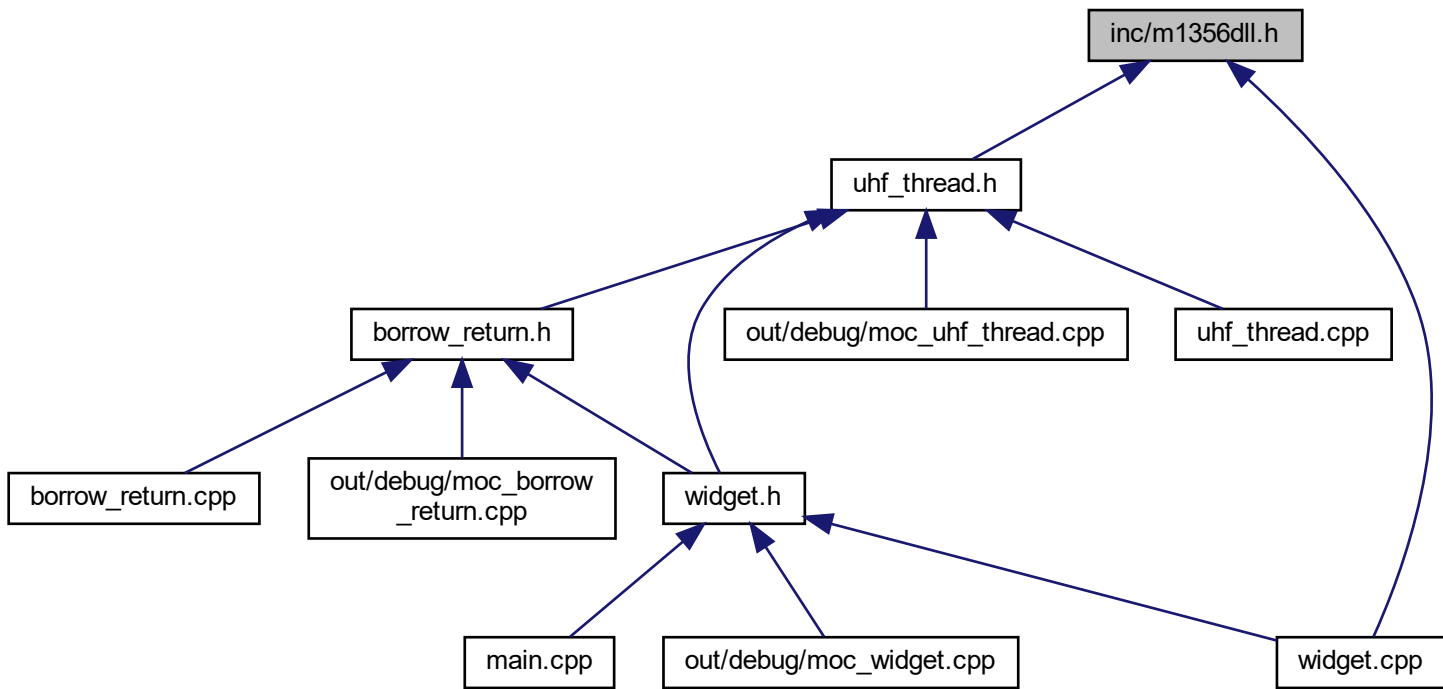 inc/m1356dll.h
uhf_thread.h
borrow_return.h
out/debug/moc_uhf_thread.cpp
uhf_thread.cpp
borrow_return.cpp
out/debug/moc_borrow
_return.cpp
widget.h
main.cpp
out/debug/moc_widget.cpp
widget.cpp